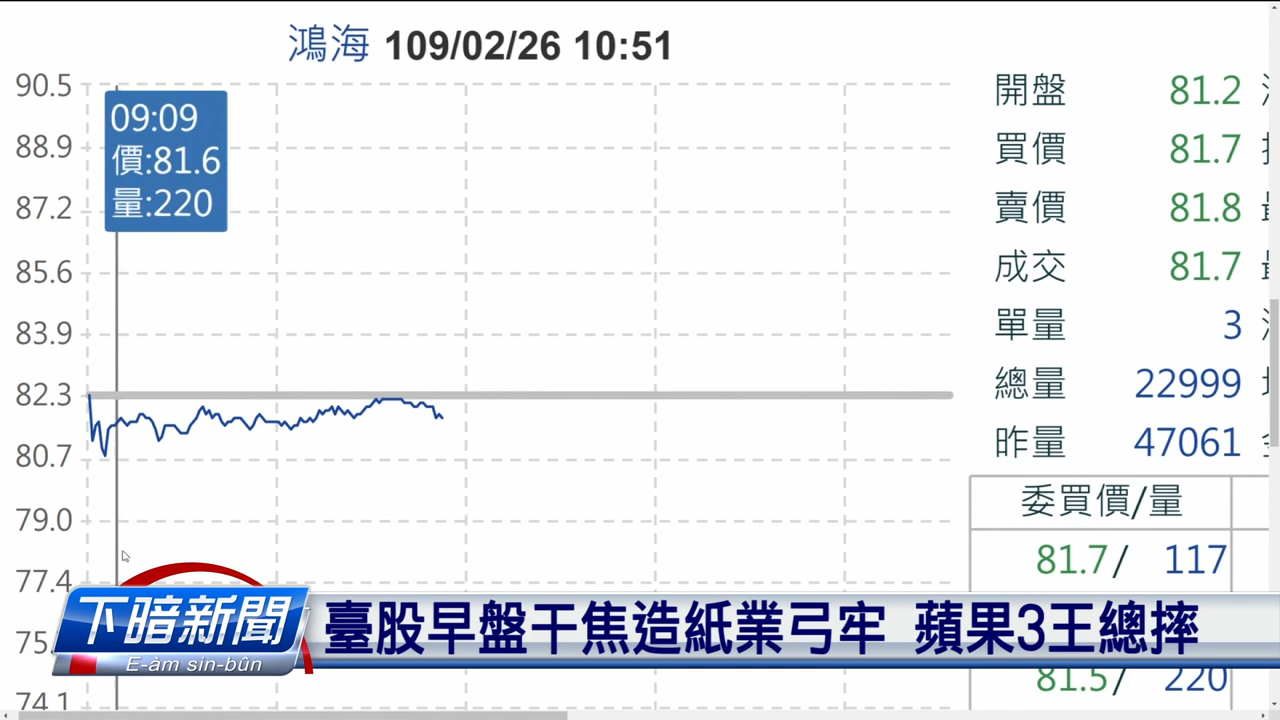 鴻海 109/02/26 10:51
90.5
88.9
87.2
85.6
83.9
82.3
80.7
79.0
77.4
75.
74.1
09:09
價:81.6
量:220
開盤 81.2
買價 81.7
賣價 81.8
成交 81.7
單量 3
總量 22999
昨量 47061
委買價/量
81.7/ 117
81.5/ 220
下暗新聞
E-àm sin-bûn
臺股早盤干焦造紙業弓牢 蘋果3王總摔